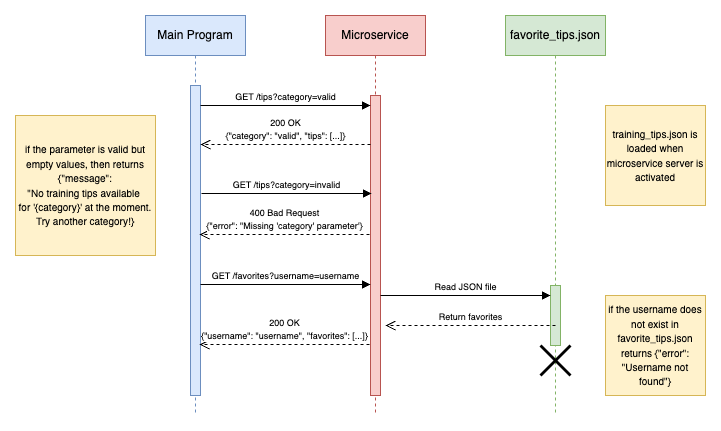 Main Program
Microservice
favorite_tips.json
GET /tips?category=valid
200 OK
{"category": "valid", "tips": [...]}
GET /tips?category=invalid
400 Bad Request
{"error": "Missing 'category' parameter'}
GET /favorites?username=username
Read JSON file
Return favorites
200 OK
{"username": "username", "favorites": [...]}
if the parameter is valid but
empty values, then returns
{"message":
"No training tips available
for '{category}' at the moment.
Try another category!}
training_tips.json is
loaded when
microservice server is
activated
if the username does
not exist in
favorite_tips.json
returns {"error":
"Username not
found"}